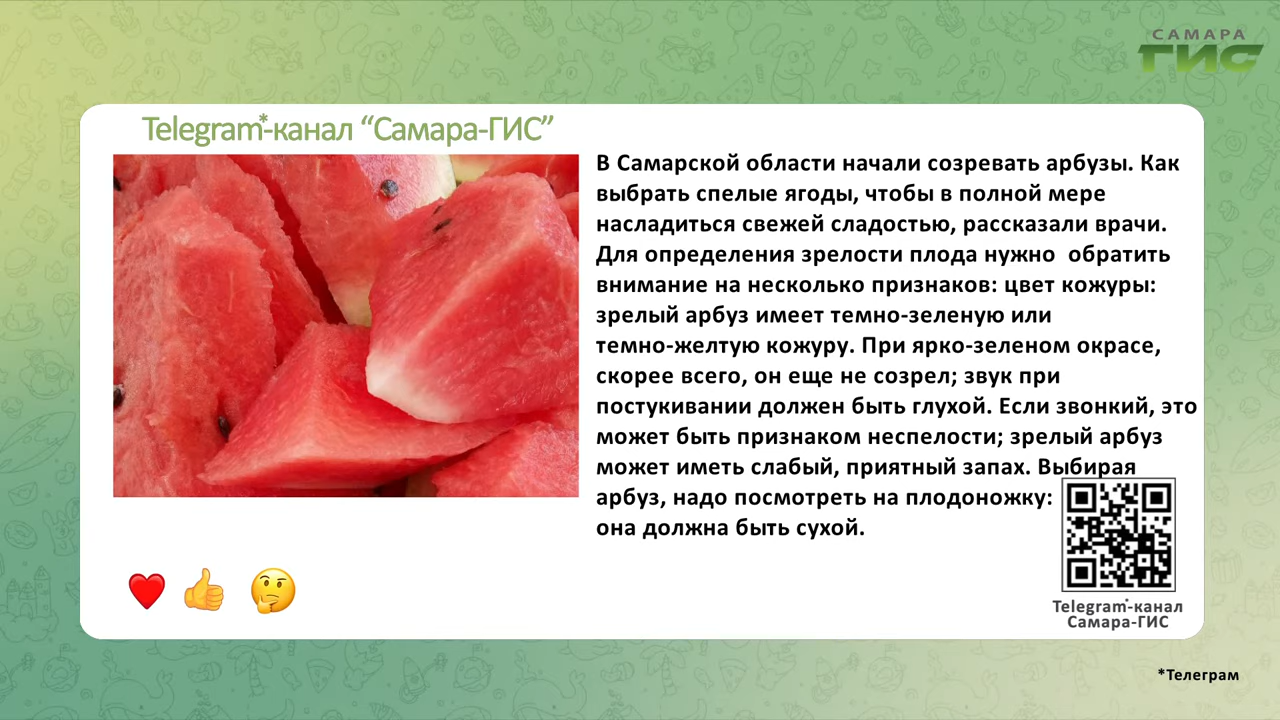 САМАРА
ГИС
Telegram*-канал “Самара-ГИС”
В Самарской области начали созревать арбузы. Как
выбрать спелые ягоды, чтобы в полной мере
насладиться свежей сладостью, рассказали врачи.
Для определения зрелости плода нужно  обратить
внимание на несколько признаков: цвет кожуры:
зрелый арбуз имеет темно-зеленую или
темно-желтую кожуру. При ярко-зеленом окрасе,
скорее всего, он еще не созрел; звук при
постукивании должен быть глухой. Если звонкий, это
может быть признаком неспелости; зрелый арбуз
может иметь слабый, приятный запах. Выбирая
арбуз, надо посмотреть на плодоножку:
она должна быть сухой.
Telegram*-канал
Самара-ГИС
*Телеграм